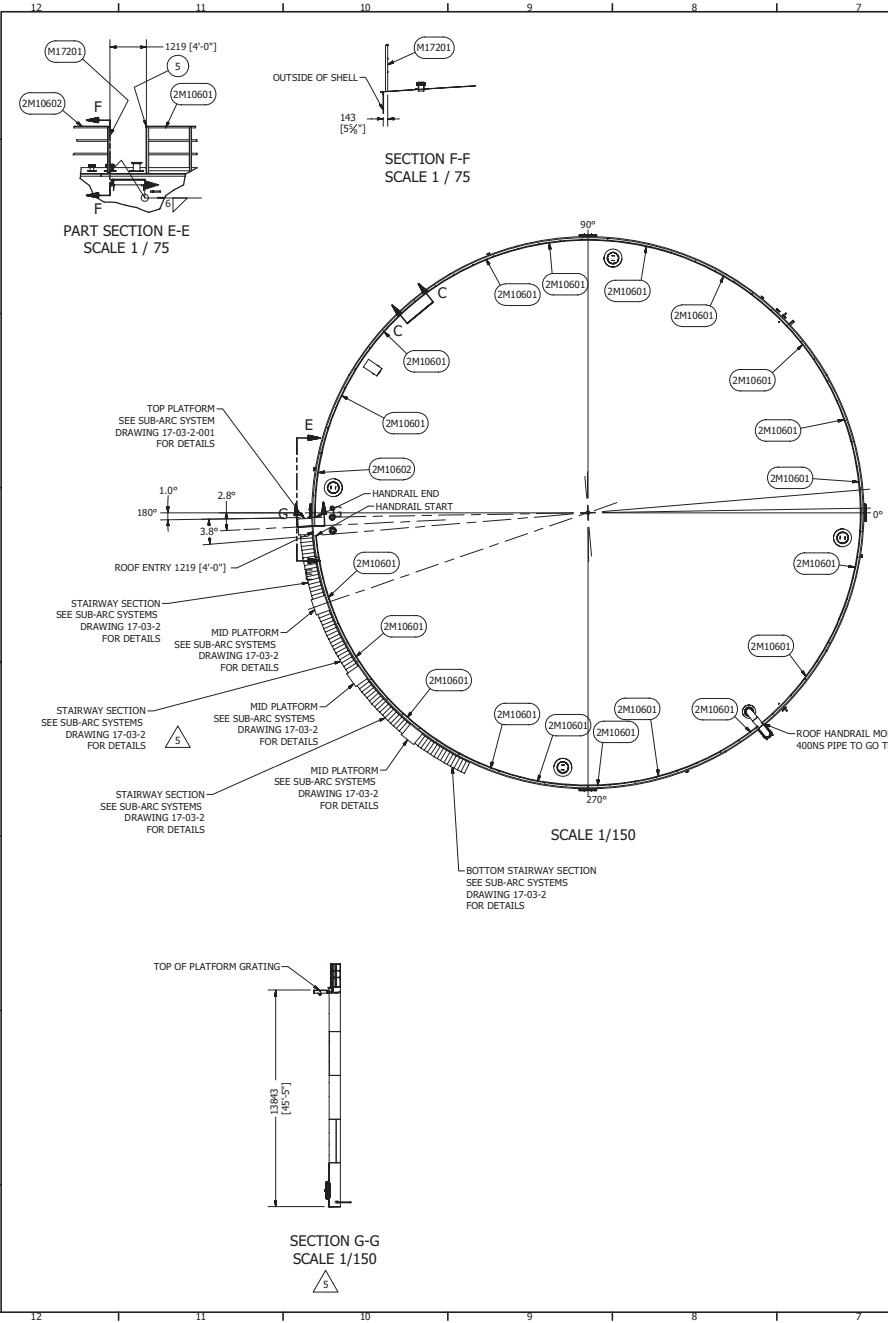 12
11
10
9
8
7
M17201
1219 [4'-0"]
5
2M10602
2M10601
F
F
6
PART SECTION E-E
SCALE 1 / 75
M17201
OUTSIDE OF SHELL
143
[5⅝"]
SECTION F-F
SCALE 1 / 75
90°
2M10601
2M10601
2M10601
2M10601
2M10601
2M10601
2M10601
C
C
2M10601
2M10601
2M10602
TOP PLATFORM
SEE SUB-ARC SYSTEM
DRAWING 17-03-2-001
FOR DETAILS
E
HANDRAIL END
HANDRAIL START
1.0°
2.8°
180°
3.8°
G
G
0°
ROOF ENTRY 1219 [4'-0"]
2M10601
2M10601
STAIRWAY SECTION
SEE SUB-ARC SYSTEMS
DRAWING 17-03-2
FOR DETAILS
MID PLATFORM
SEE SUB-ARC SYSTEMS
DRAWING 17-03-2
FOR DETAILS
2M10601
2M10601
2M10601
STAIRWAY SECTION
SEE SUB-ARC SYSTEMS
DRAWING 17-03-2
FOR DETAILS
5
MID PLATFORM
SEE SUB-ARC SYSTEMS
DRAWING 17-03-2
FOR DETAILS
2M10601
2M10601
2M10601
2M10601
2M10601
ROOF HANDRAIL MO
400NS PIPE TO GO T
STAIRWAY SECTION
SEE SUB-ARC SYSTEMS
DRAWING 17-03-2
FOR DETAILS
MID PLATFORM
SEE SUB-ARC SYSTEMS
DRAWING 17-03-2
FOR DETAILS
270°
SCALE 1/150
BOTTOM STAIRWAY SECTION
SEE SUB-ARC SYSTEMS
DRAWING 17-03-2
FOR DETAILS
TOP OF PLATFORM GRATING
13843
[45'-5"]
SECTION G-G
SCALE 1/150
5
12
11
10
9
8
7